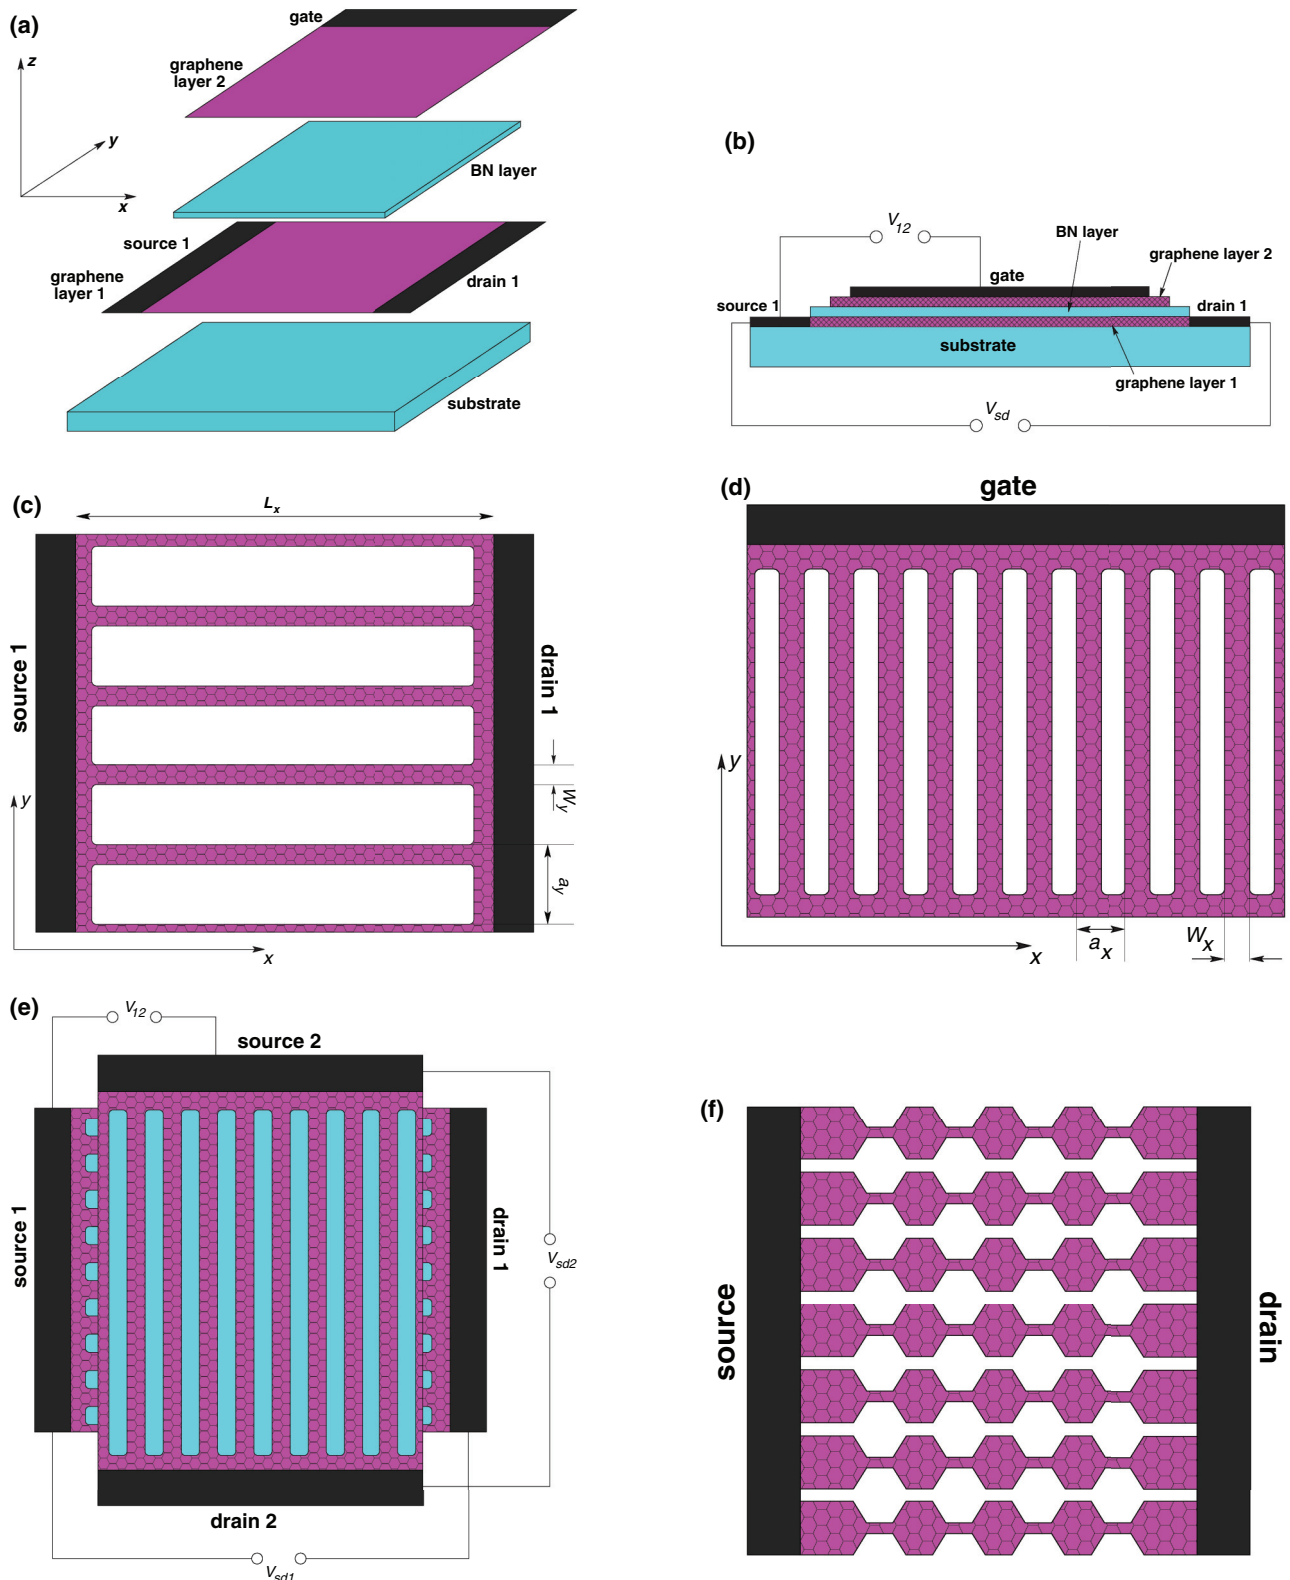 (a)
gate
graphene
layer 2
z
y
x
BN layer
source 1
graphene
layer 1
drain 1
substrate
(b)
V12
BN layer
graphene layer 2
gate
source 1
drain 1
substrate
graphene layer 1
Vsd
(c)
Lx
source 1
drain 1
Wy
ay
y
x
(d)
gate
y
x
ax
Wx
(e)
V12
source 2
source 1
drain 1
Vsd2
drain 2
Vsd1
(f)
source
drain